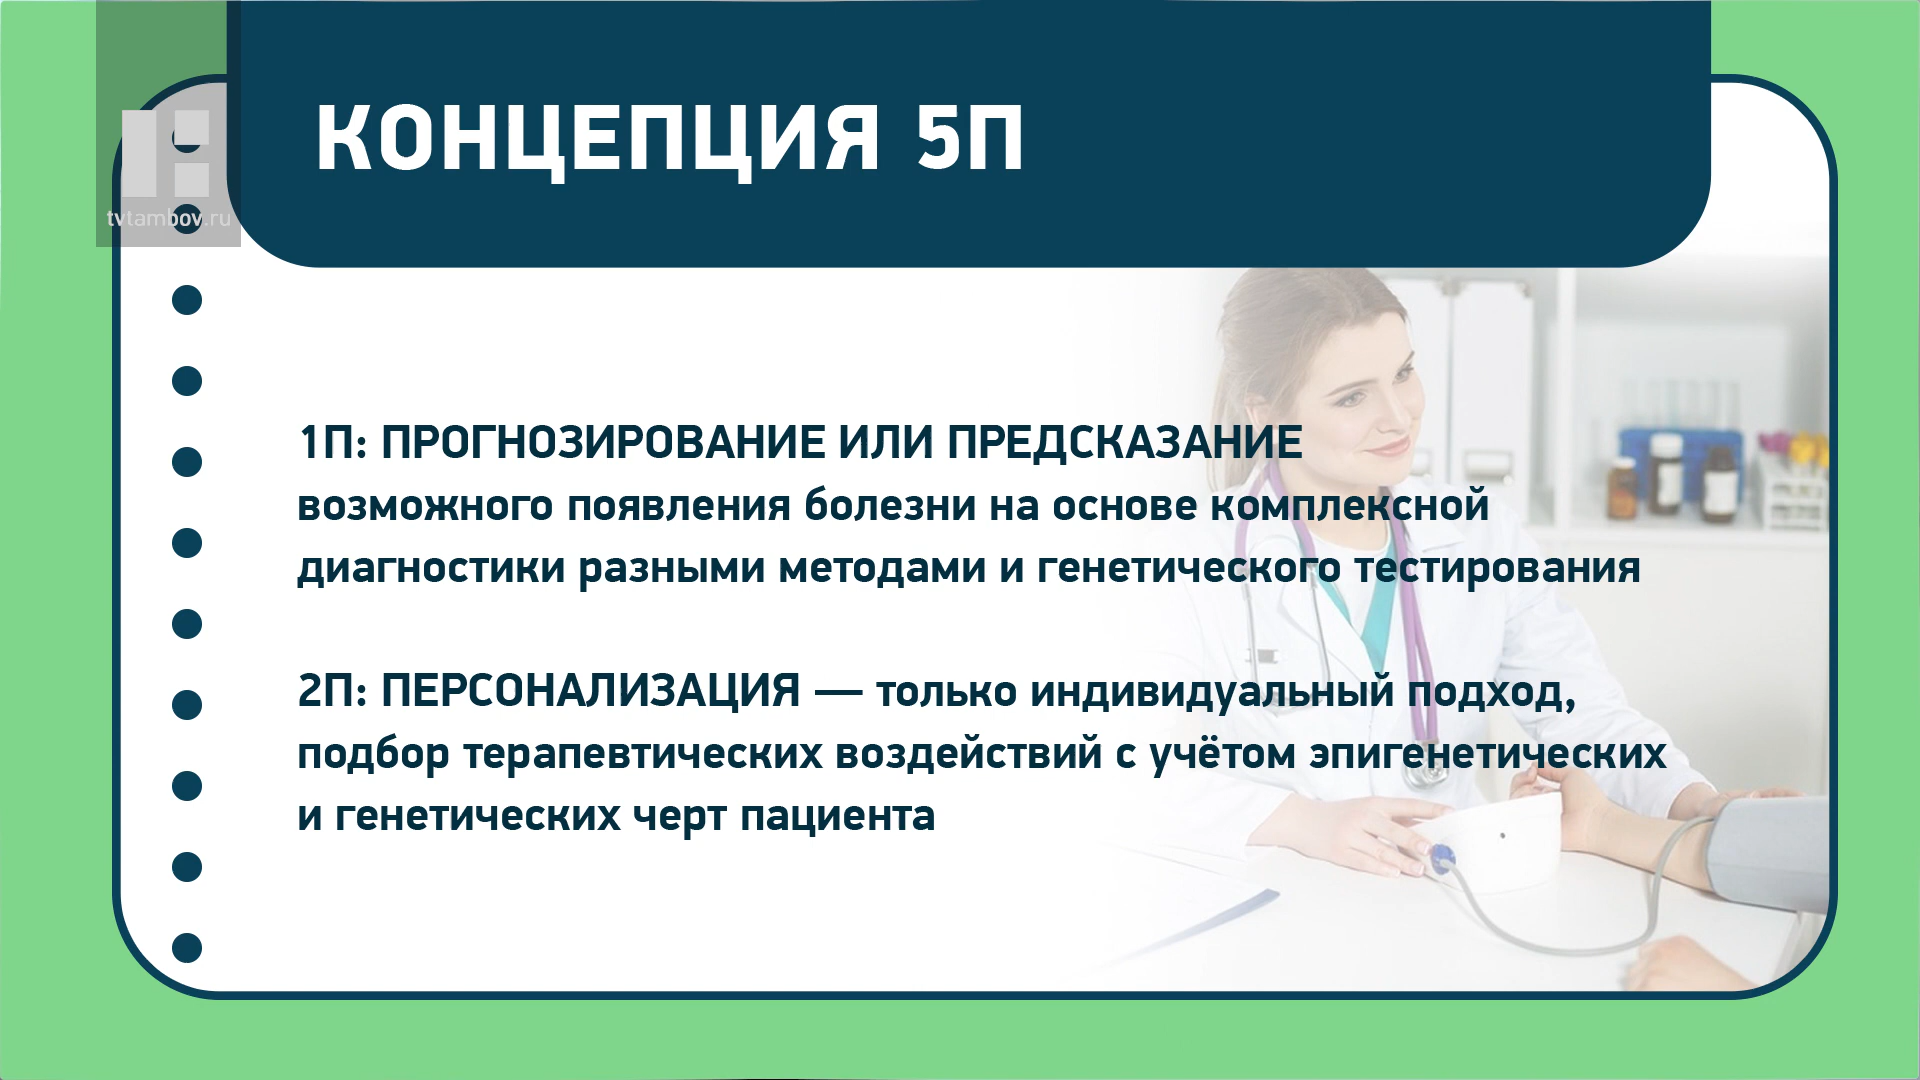 КОНЦЕПЦИЯ 5П
tvtambov.ru
1П: ПРОГНОЗИРОВАНИЕ ИЛИ ПРЕДСКАЗАНИЕ
возможного появления болезни на основе комплексной
диагностики разными методами и генетического тестирования
2П: ПЕРСОНАЛИЗАЦИЯ — только индивидуальный подход,
подбор терапевтических воздействий с учётом эпигенетических
и генетических черт пациента